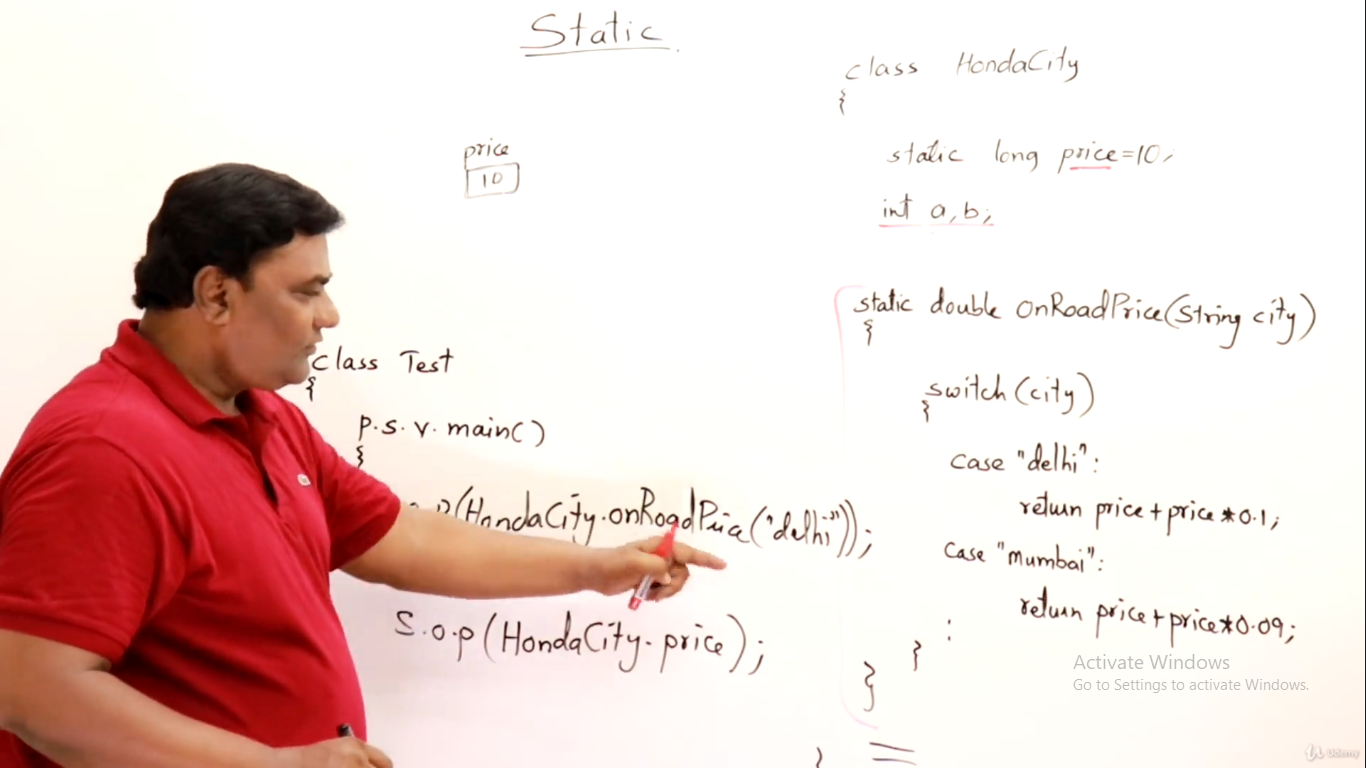 Static
class HondaCity
{
static long price=10;
int a,b;
price
10
static double onRoadPrice(String city)
{
switch(city)
{
case "delhi":
return price+price*0.1;
case "mumbai":
return price+price*0.09;
:
}
}
}
class Test
{
p.s.v.main()
{
(HondaCity.onRoadPrice("delhi"));
S.o.p(HondaCity.price);
Activate Windows
Go to Settings to activate Windows.
Udemy